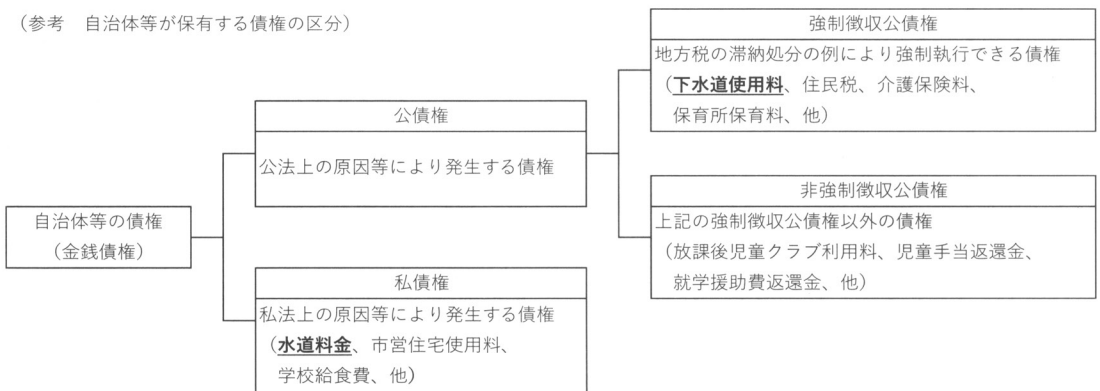 （参考　自治体等が保有する債権の区分）
強制徴収公債権
地方税の滞納処分の例により強制執行できる債権
（下水道使用料、住民税、介護保険料、
保育所保育料、他）
公債権
公法上の原因等により発生する債権
非強制徴収公債権
上記の強制徴収公債権以外の債権
（放課後児童クラブ利用料、児童手当返還金、
就学援助費返還金、他）
自治体等の債権
（金銭債権）
私債権
私法上の原因等により発生する債権
（水道料金、市営住宅使用料、
学校給食費、他）